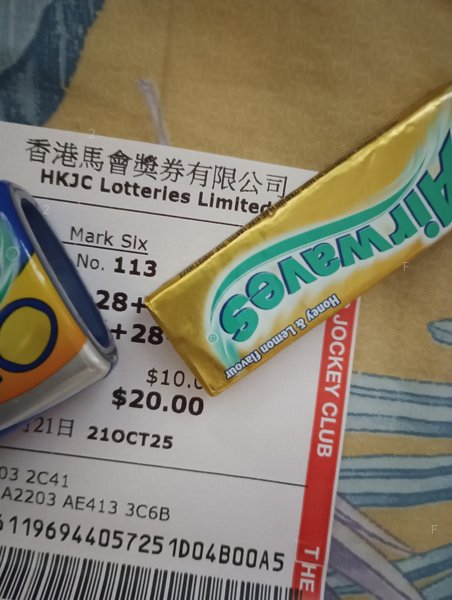 香港馬會獎券有限公司
HKJC Lotteries Limited
Mark Six
No. 113
28+
+28
$10.0
$20.00
21日 21OCT25
03 2C41
A2203 AE413 3C6B
6119694405725 1D04B00A5
JOCKEY CLUB
THE
Airwaves
Honey & Lemon flavour